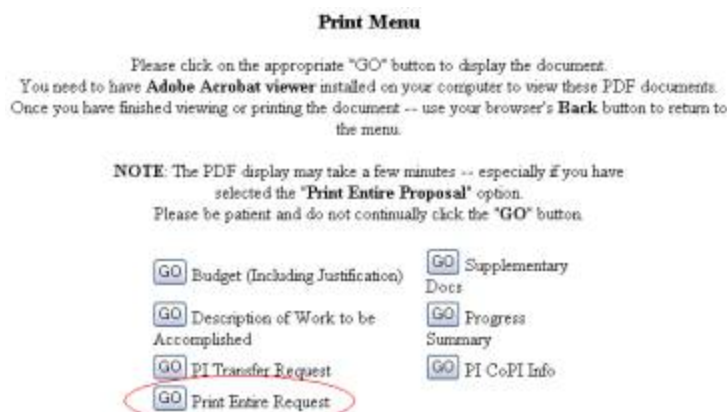 Print Menu
Please click on the appropriate "GO" button to display the document.
You need to have Adobe Acrobat viewer installed on your computer to view these PDF documents.
Once you have finished viewing or printing the document -- use your browser's Back button to return to
the menu.
NOTE: The PDF display may take a few minutes -- especially if you have
selected the "Print Entire Proposal" option.
Please be patient and do not continually click the "GO" button.
GO Budget (Including Justification)
GO Supplementary
Docs
GO Description of Work to be
Accomplished
GO Progress
Summary
GO PI Transfer Request
GO PI CoPI Info
GO Print Entire Request